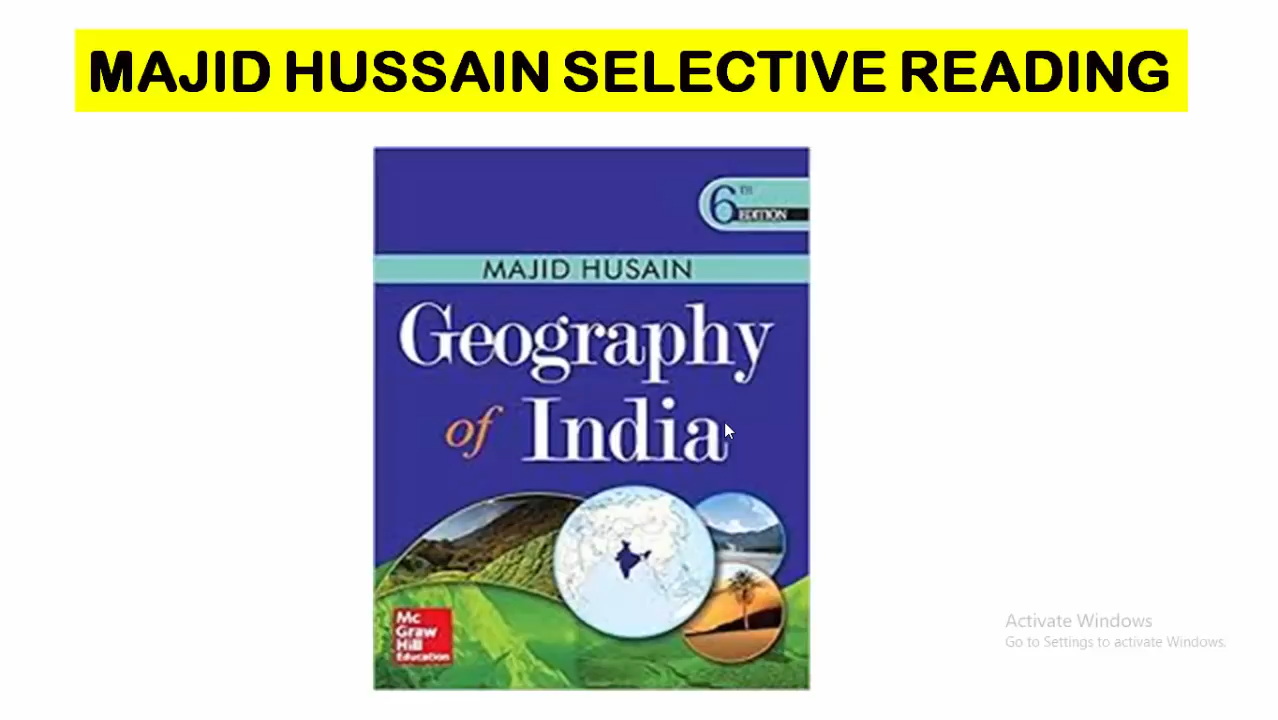 MAJID HUSSAIN SELECTIVE READING
6TH
EDITION
MAJID HUSAIN
Geography
of India
Mc
Graw
Hill
Education
Activate Windows
Go to Settings to activate Windows.